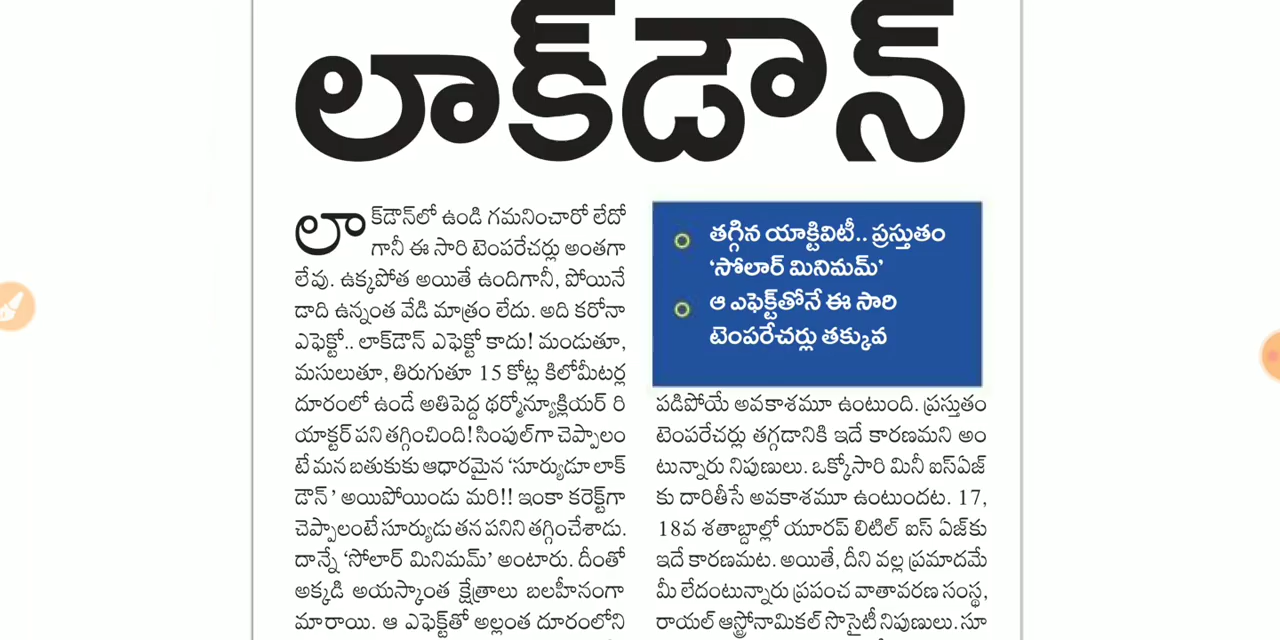 లాక్‌డౌన్
లాక్‌డౌన్‌లో ఉండి గమనించారో లేదో
గానీ ఈ సారి టెంపరేచర్లు అంతగా
లేవు. ఉక్కపోత అయితే ఉందిగానీ, పోయినే
డాది ఉన్నంత వేడి మాత్రం లేదు. అది కరోనా
ఎఫెక్టో.. లాక్‌డౌన్ ఎఫెక్టో కాదు! మండుతూ,
మసులుతూ, తిరుగుతూ 15 కోట్ల కిలోమీటర్ల
దూరంలో ఉండే అతిపెద్ద థర్మోన్యూక్లియర్ రి
యాక్టర్ పని తగ్గించింది! సింపుల్‌గా చెప్పాలం
టే మన బతుకుకు ఆధారమైన ‘సూర్యుడూ లాక్
డౌన్’ అయిపోయిండు మరి!! ఇంకా కరెక్ట్‌గా
చెప్పాలంటే సూర్యుడు తన పనిని తగ్గించేశాడు.
దాన్నే ‘సోలార్ మినిమమ్’ అంటారు. దీంతో
అక్కడి అయస్కాంత క్షేత్రాలు బలహీనంగా
మారాయి. ఆ ఎఫెక్ట్‌తో అల్లంత దూరంలోని
తగ్గిన యాక్టివిటీ.. ప్రస్తుతం
‘సోలార్ మినిమమ్’
ఆ ఎఫెక్ట్‌తోనే ఈ సారి
టెంపరేచర్లు తక్కువ
పడిపోయే అవకాశమూ ఉంటుంది. ప్రస్తుతం
టెంపరేచర్లు తగ్గడానికి ఇదే కారణమని అం
టున్నారు నిపుణులు. ఒక్కోసారి మినీ ఐస్ఏజ్
కు దారితీసే అవకాశమూ ఉంటుందట. 17,
18వ శతాబ్దాల్లో యూరప్ లిటిల్ ఐస్ ఏజ్‌కు
ఇదే కారణమట. అయితే, దీని వల్ల ప్రమాదమే
మీ లేదంటున్నారు ప్రపంచ వాతావరణ సంస్థ,
రాయల్ ఆస్ట్రోనామికల్ సొసైటీ నిపుణులు. సూ